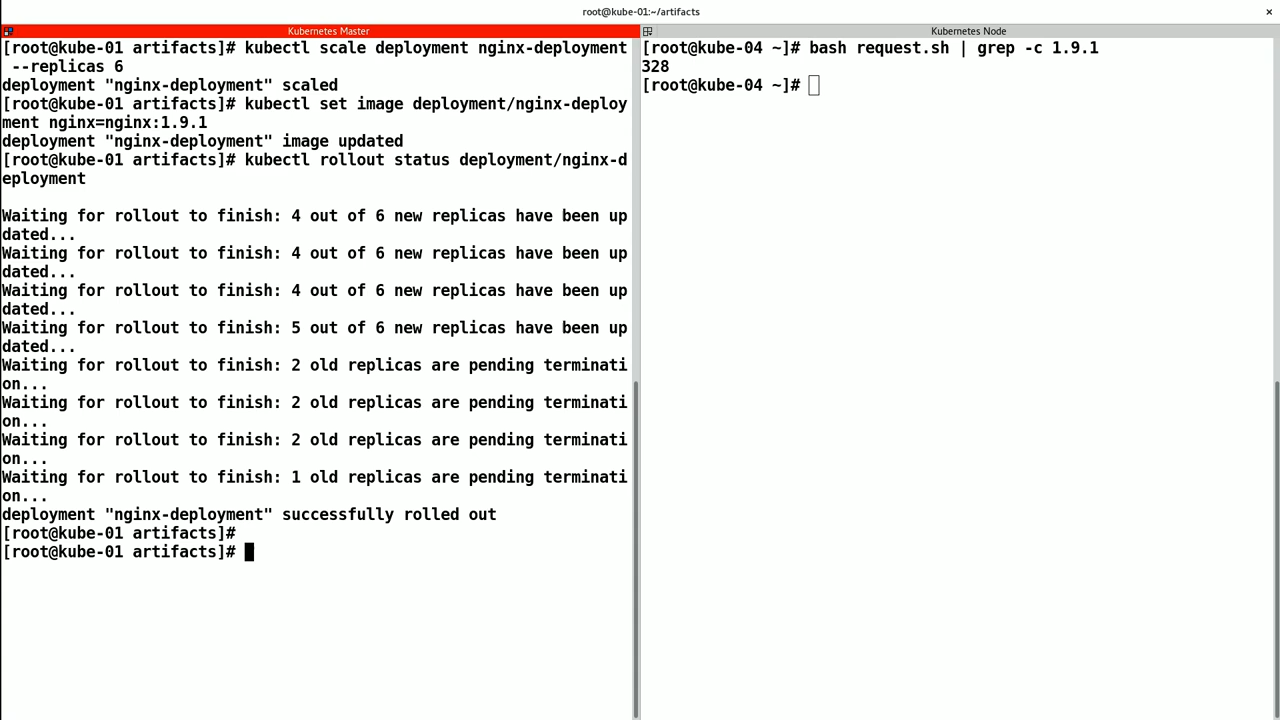 root@kube-01:~/artifacts
×
Kubernetes Master
[root@kube-01 artifacts]# kubectl scale deployment nginx-deployment
 --replicas 6
deployment "nginx-deployment" scaled
[root@kube-01 artifacts]# kubectl set image deployment/nginx-deploy
ment nginx=nginx:1.9.1
deployment "nginx-deployment" image updated
[root@kube-01 artifacts]# kubectl rollout status deployment/nginx-d
eployment
Waiting for rollout to finish: 4 out of 6 new replicas have been up
dated...
Waiting for rollout to finish: 4 out of 6 new replicas have been up
dated...
Waiting for rollout to finish: 4 out of 6 new replicas have been up
dated...
Waiting for rollout to finish: 5 out of 6 new replicas have been up
dated...
Waiting for rollout to finish: 2 old replicas are pending terminati
on...
Waiting for rollout to finish: 2 old replicas are pending terminati
on...
Waiting for rollout to finish: 2 old replicas are pending terminati
on...
Waiting for rollout to finish: 1 old replicas are pending terminati
on...
deployment "nginx-deployment" successfully rolled out
[root@kube-01 artifacts]#
[root@kube-01 artifacts]#
Kubernetes Node
[root@kube-04 ~]# bash request.sh | grep -c 1.9.1
328
[root@kube-04 ~]#